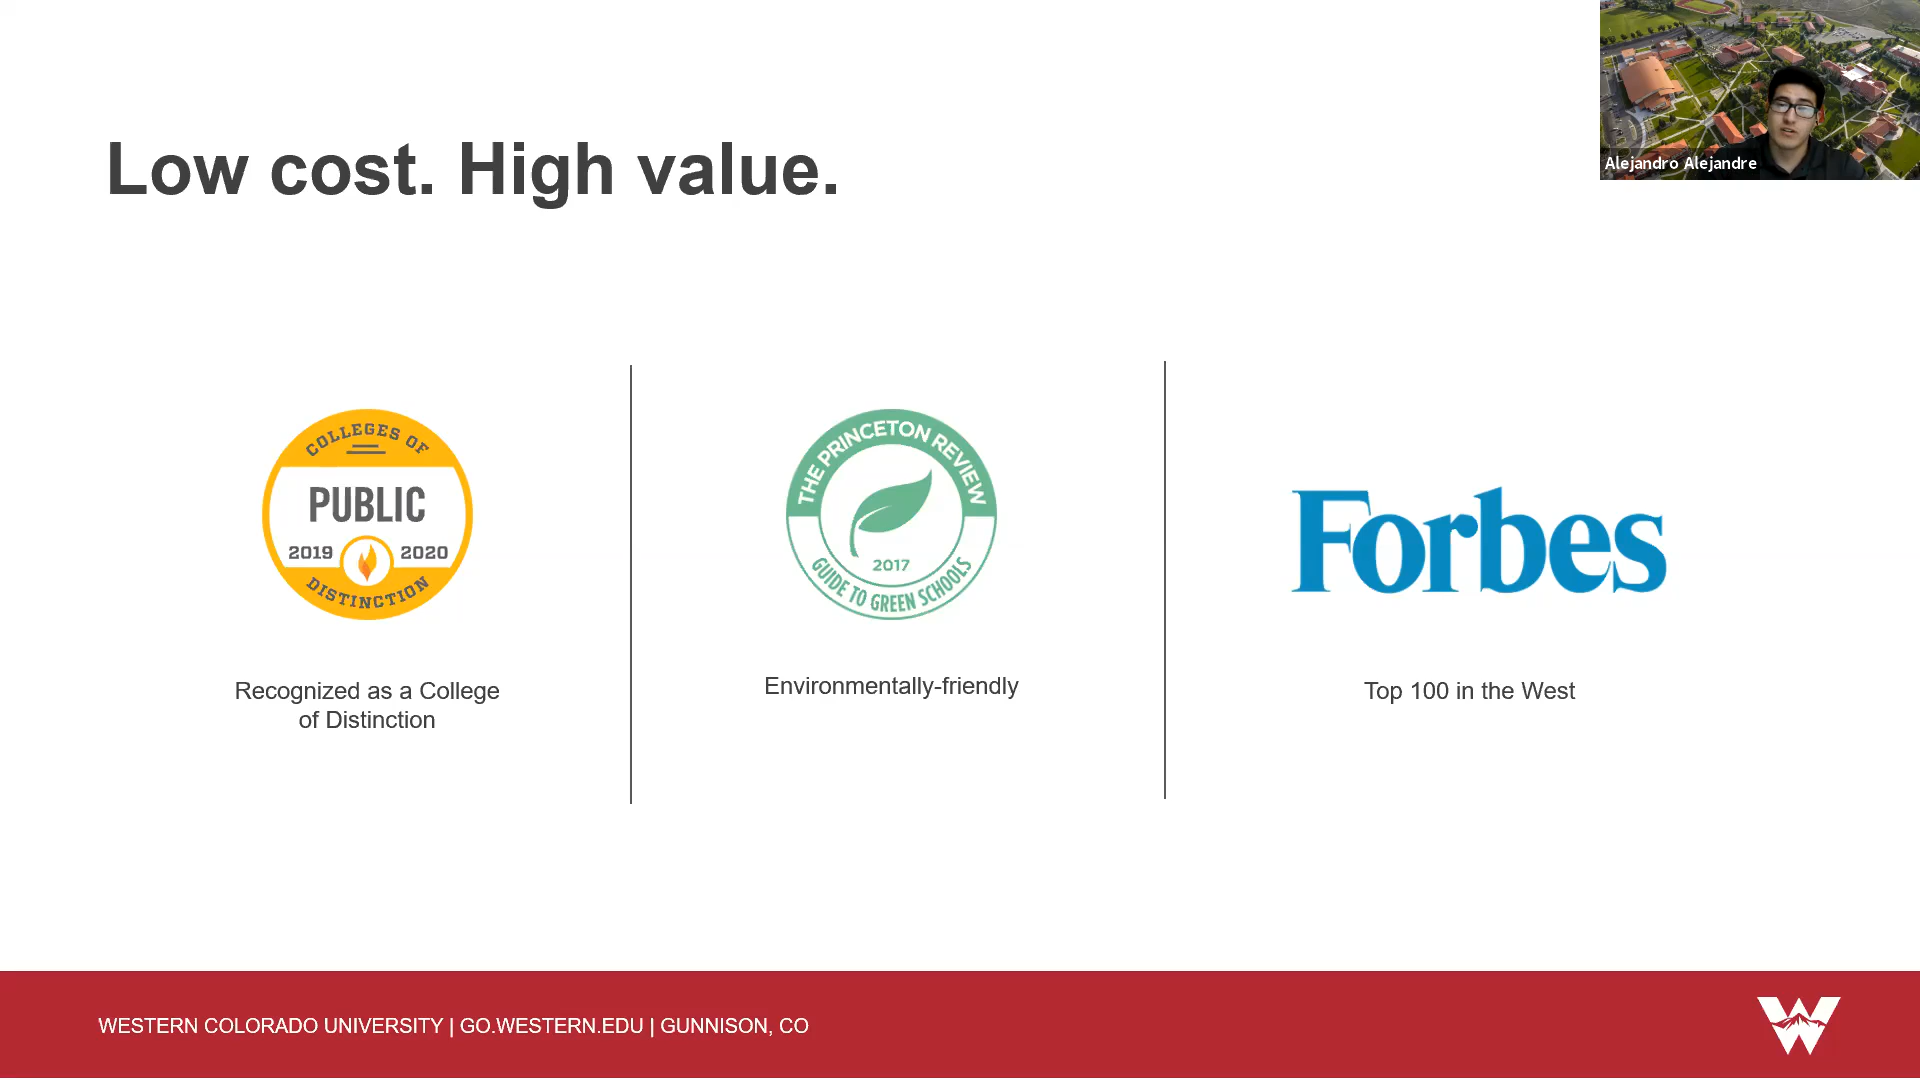 Alejandro Alejandre
Low cost. High value.
COLLEGES OF
PUBLIC
2019 2020
DISTINCTION
THE PRINCETON REVIEW
2017
GUIDE TO GREEN SCHOOLS
Forbes
Recognized as a College
of Distinction
Environmentally-friendly
Top 100 in the West
WESTERN COLORADO UNIVERSITY | GO.WESTERN.EDU | GUNNISON, CO
W